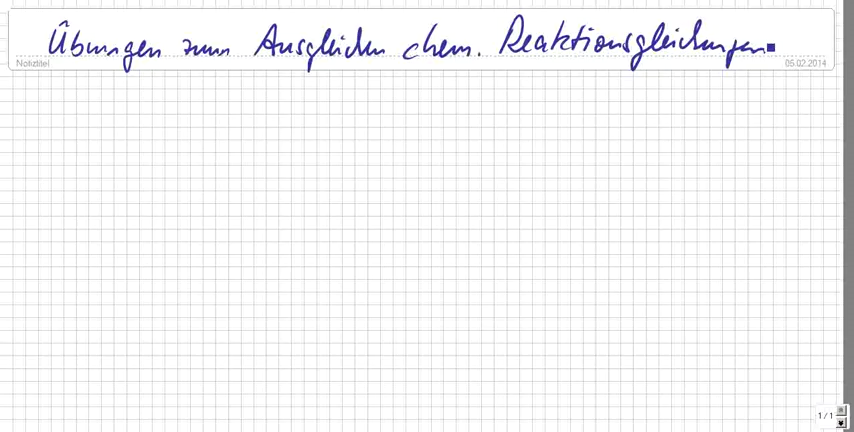 Übungen zum Ausgleichen chem. Reaktionsgleichungen
Notiztitel
05.02.2014
1 / 1